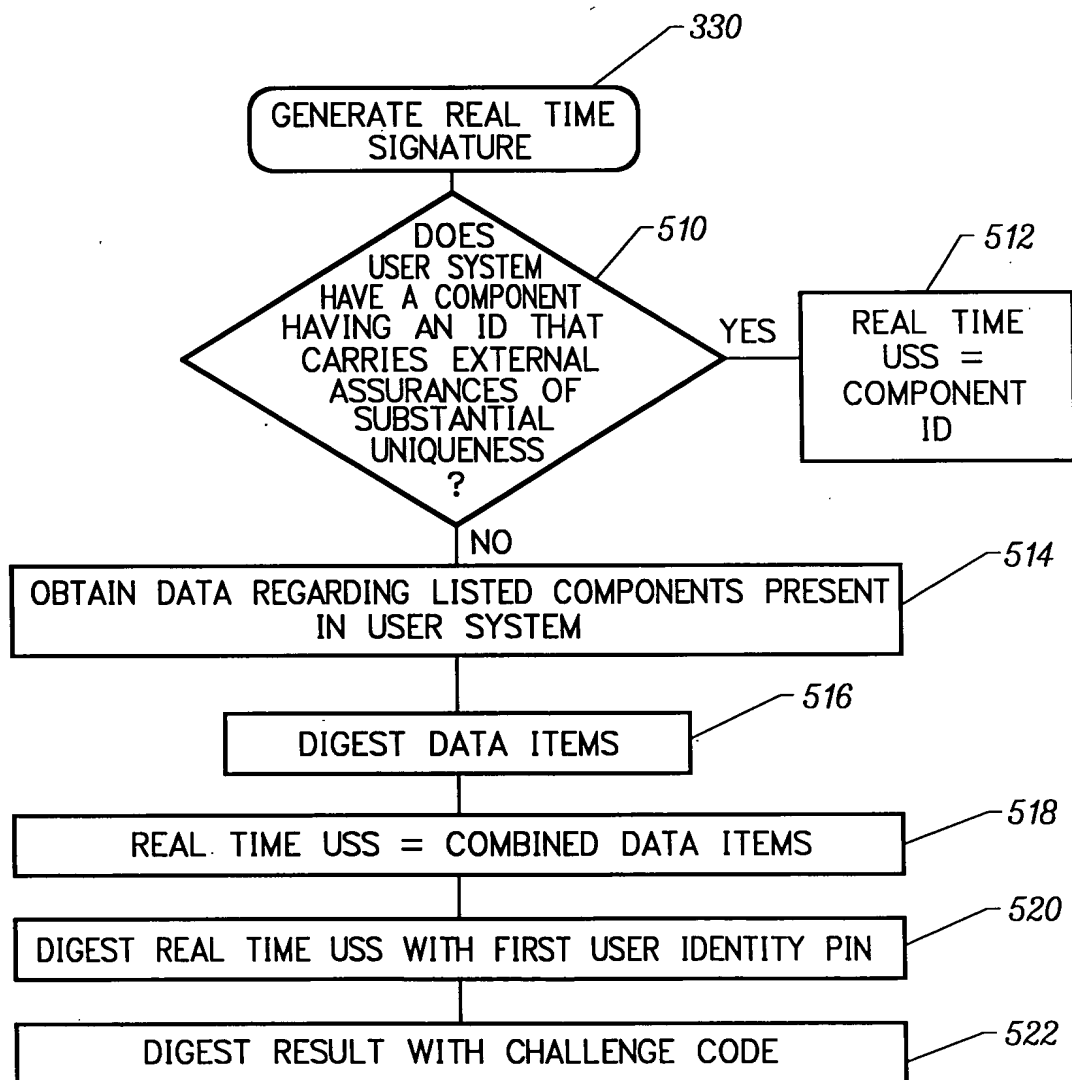 330
GENERATE REAL TIME
SIGNATURE
510
DOES
USER SYSTEM
HAVE A COMPONENT
HAVING AN ID THAT
CARRIES EXTERNAL
ASSURANCES OF
SUBSTANTIAL
UNIQUENESS
?
YES
512
REAL TIME
USS =
COMPONENT
ID
NO
514
OBTAIN DATA REGARDING LISTED COMPONENTS PRESENT
IN USER SYSTEM
516
DIGEST DATA ITEMS
518
REAL TIME USS = COMBINED DATA ITEMS
520
DIGEST REAL TIME USS WITH FIRST USER IDENTITY PIN
522
DIGEST RESULT WITH CHALLENGE CODE